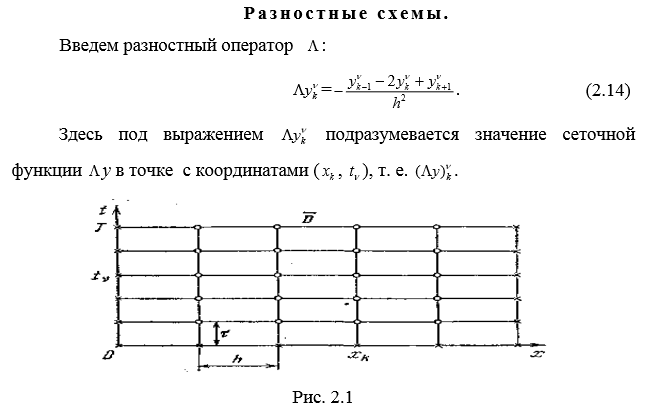 Разностные схемы.
Введем разностный оператор Λ:
Λy_k^ν = − (y_{k−1}^ν − 2y_k^ν + y_{k+1}^ν) / h². (2.14)
Здесь под выражением Λy_k^ν подразумевается значение сеточной
функции Λy в точке с координатами (x_k, t_ν), т. е. (Λy)_k^ν.
t
T
D̅
t_ν
τ
0
h
x_k
x
Рис. 2.1